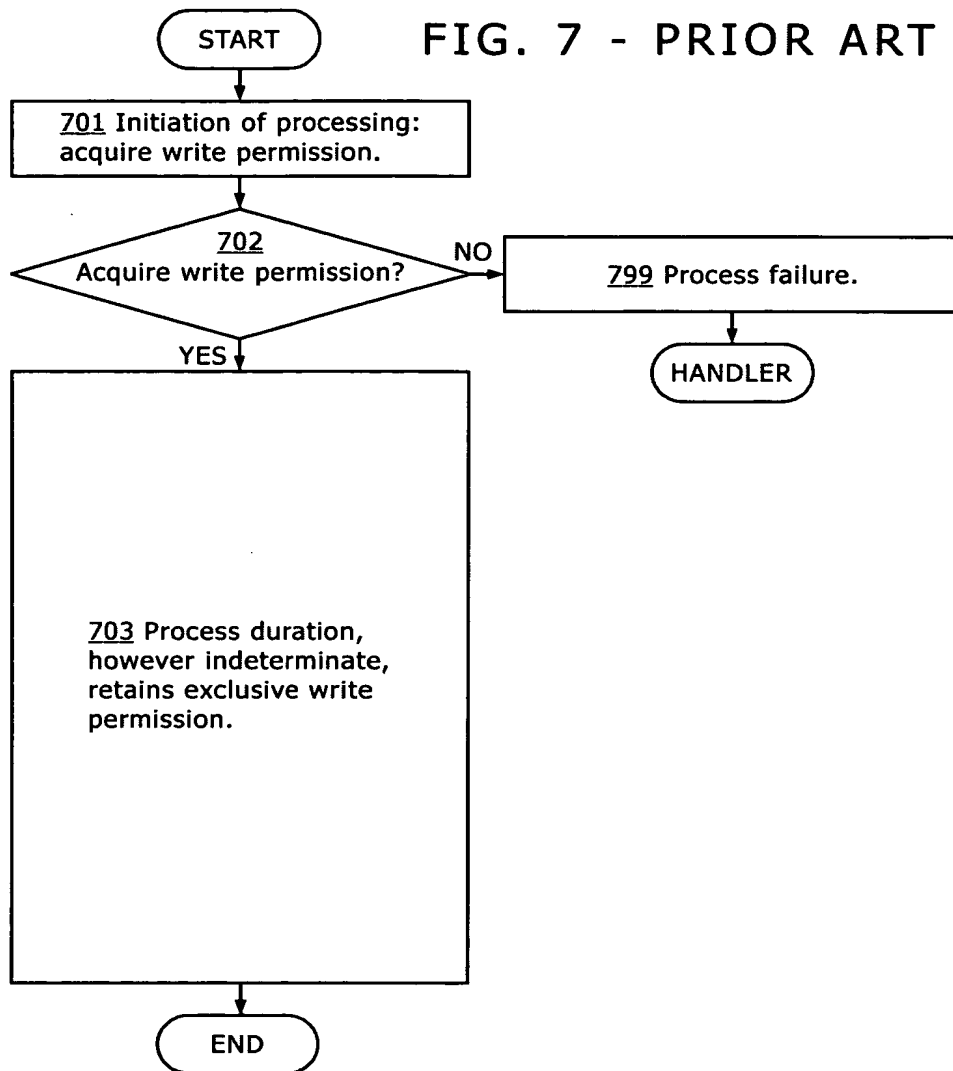 FIG. 7 - PRIOR ART
START
701 Initiation of processing:
acquire write permission.
702
Acquire write permission?
NO
799 Process failure.
HANDLER
YES
703 Process duration,
however indeterminate,
retains exclusive write
permission.
END